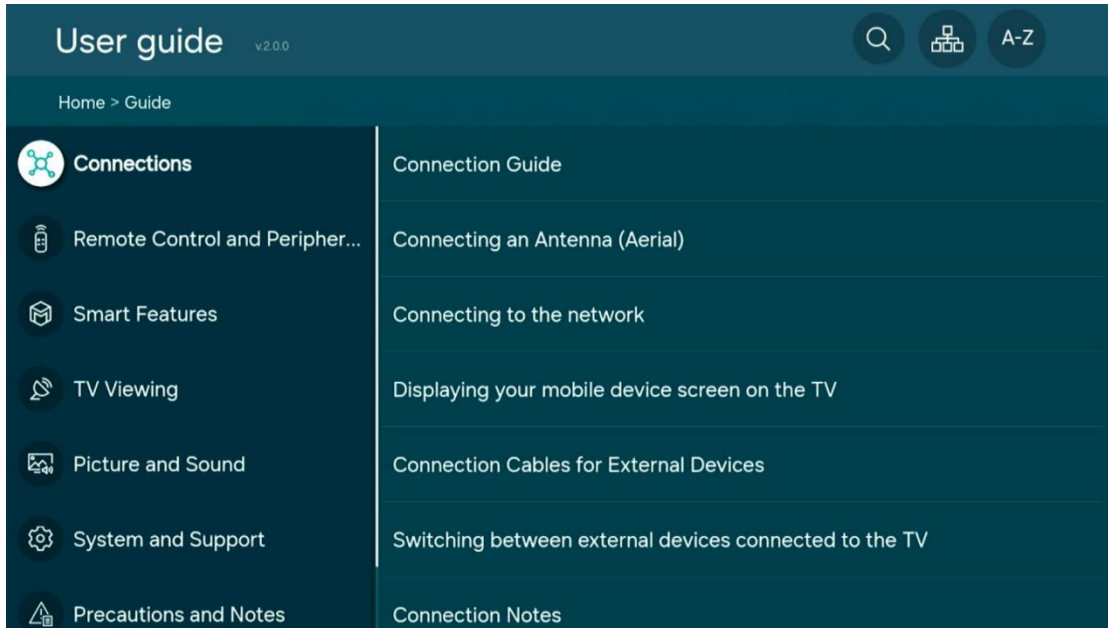 User guide v.2.0.0
A-Z
Home > Guide
Connections
Remote Control and Peripher...
Smart Features
TV Viewing
Picture and Sound
System and Support
Precautions and Notes
Connection Guide
Connecting an Antenna (Aerial)
Connecting to the network
Displaying your mobile device screen on the TV
Connection Cables for External Devices
Switching between external devices connected to the TV
Connection Notes